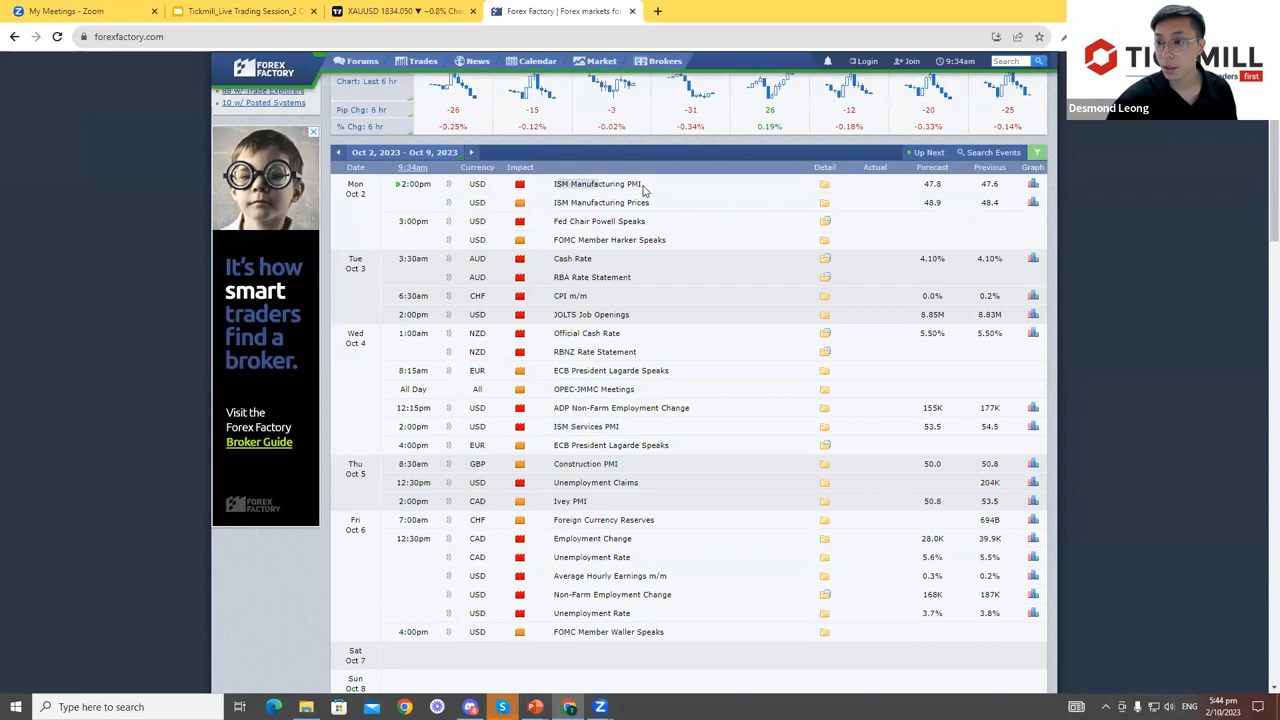 My Meetings - Zoom
Tickmill_Live Trading Session_2 O
XAUUSD 1834.050 ▼ −0.8% Cha
Forex Factory | Forex markets for
forexfactory.com
FOREX FACTORY
Forums
Trades
News
Calendar
Market
Brokers
Login
Join
9:34am
Search
TICKMILL
first
Desmond Leong
10 w/ Posted Systems
Chart: Last 6 hr
Pip Chg: 6 hr -26 -15 -3 -31 26 -12 -20 -25
% Chg: 6 hr -0.25% -0.12% -0.02% -0.34% 0.19% -0.18% -0.33% -0.14%
Oct 2, 2023 - Oct 9, 2023 Up Next Search Events
Date 9:34am Currency Impact Detail Actual Forecast Previous Graph
Mon Oct 2 2:00pm USD ISM Manufacturing PMI 47.8 47.6
USD ISM Manufacturing Prices 48.9 48.4
3:00pm USD Fed Chair Powell Speaks
USD FOMC Member Harker Speaks
Tue Oct 3 3:30am AUD Cash Rate 4.10% 4.10%
AUD RBA Rate Statement
6:30am CHF CPI m/m 0.0% 0.2%
2:00pm USD JOLTS Job Openings 8.85M 8.83M
Wed Oct 4 1:00am NZD Official Cash Rate 5.50% 5.50%
NZD RBNZ Rate Statement
8:15am EUR ECB President Lagarde Speaks
All Day All OPEC-JMMC Meetings
12:15pm USD ADP Non-Farm Employment Change 155K 177K
2:00pm USD ISM Services PMI 53.5 54.5
4:00pm EUR ECB President Lagarde Speaks
Thu Oct 5 8:30am GBP Construction PMI 50.0 50.8
12:30pm USD Unemployment Claims 204K
2:00pm CAD Ivey PMI 50.8 53.5
Fri Oct 6 7:00am CHF Foreign Currency Reserves 694B
12:30pm CAD Employment Change 28.0K 39.9K
CAD Unemployment Rate 5.6% 5.5%
USD Average Hourly Earnings m/m 0.3% 0.2%
USD Non-Farm Employment Change 168K 187K
USD Unemployment Rate 3.7% 3.8%
4:00pm USD FOMC Member Waller Speaks
Sat Oct 7
Sun Oct 8
It's how
smart
traders
find a
broker.
Visit the
Forex Factory
Broker Guide
FOREX FACTORY
Type here to search
ENG
5:44 pm
2/10/2023